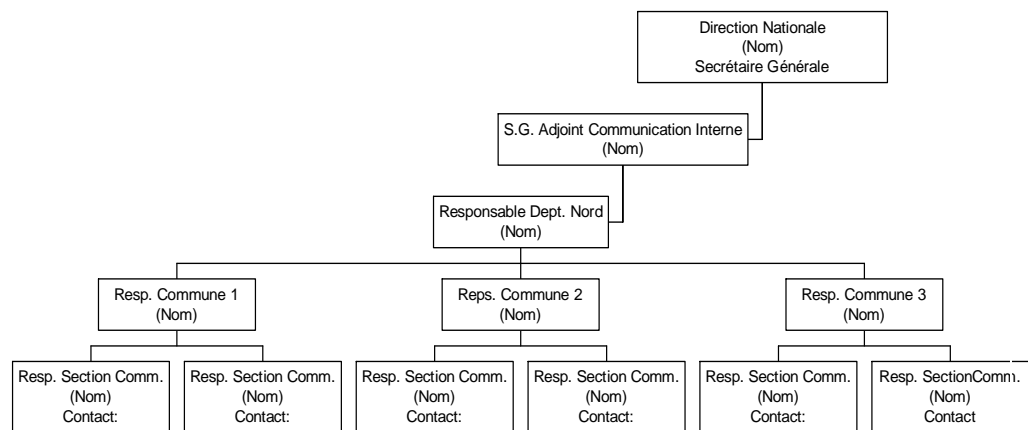 Direction Nationale
(Nom)
Secrétaire Générale
S.G. Adjoint Communication Interne
(Nom)
Responsable Dept. Nord
(Nom)
Resp. Commune 1
(Nom)
Reps. Commune 2
(Nom)
Resp. Commune 3
(Nom)
Resp. Section Comm.
(Nom)
Contact:
Resp. Section Comm.
(Nom)
Contact:
Resp. Section Comm.
(Nom)
Contact:
Resp. Section Comm.
(Nom)
Contact:
Resp. Section Comm.
(Nom)
Contact:
Resp. SectionComm.
(Nom)
Contact